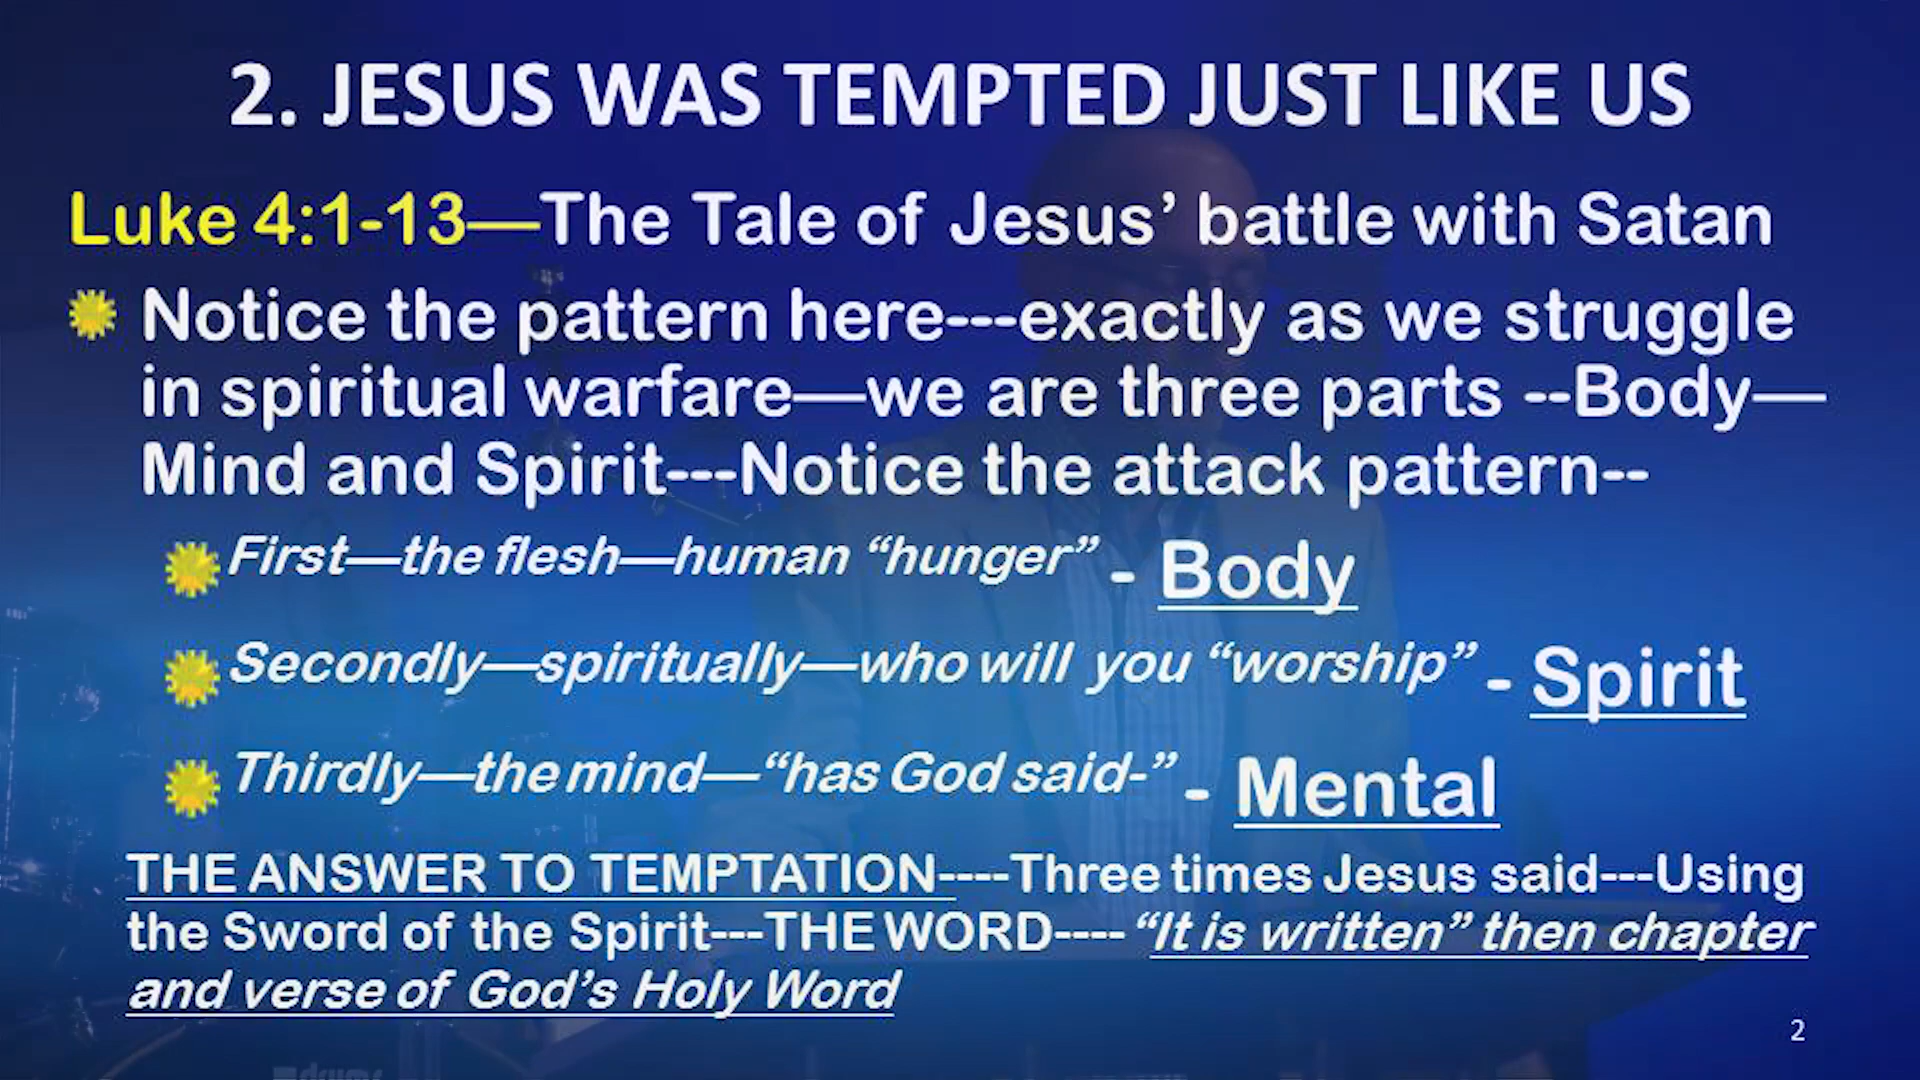 2. JESUS WAS TEMPTED JUST LIKE US
Luke 4:1-13—The Tale of Jesus’ battle with Satan
Notice the pattern here---exactly as we struggle
in spiritual warfare—we are three parts --Body—
Mind and Spirit---Notice the attack pattern--
First—the flesh—human “hunger” - Body
Secondly—spiritually—who will you “worship” - Spirit
Thirdly—the mind—“has God said-” - Mental
THE ANSWER TO TEMPTATION----Three times Jesus said---Using
the Sword of the Spirit---THE WORD----“It is written” then chapter
and verse of God’s Holy Word
2